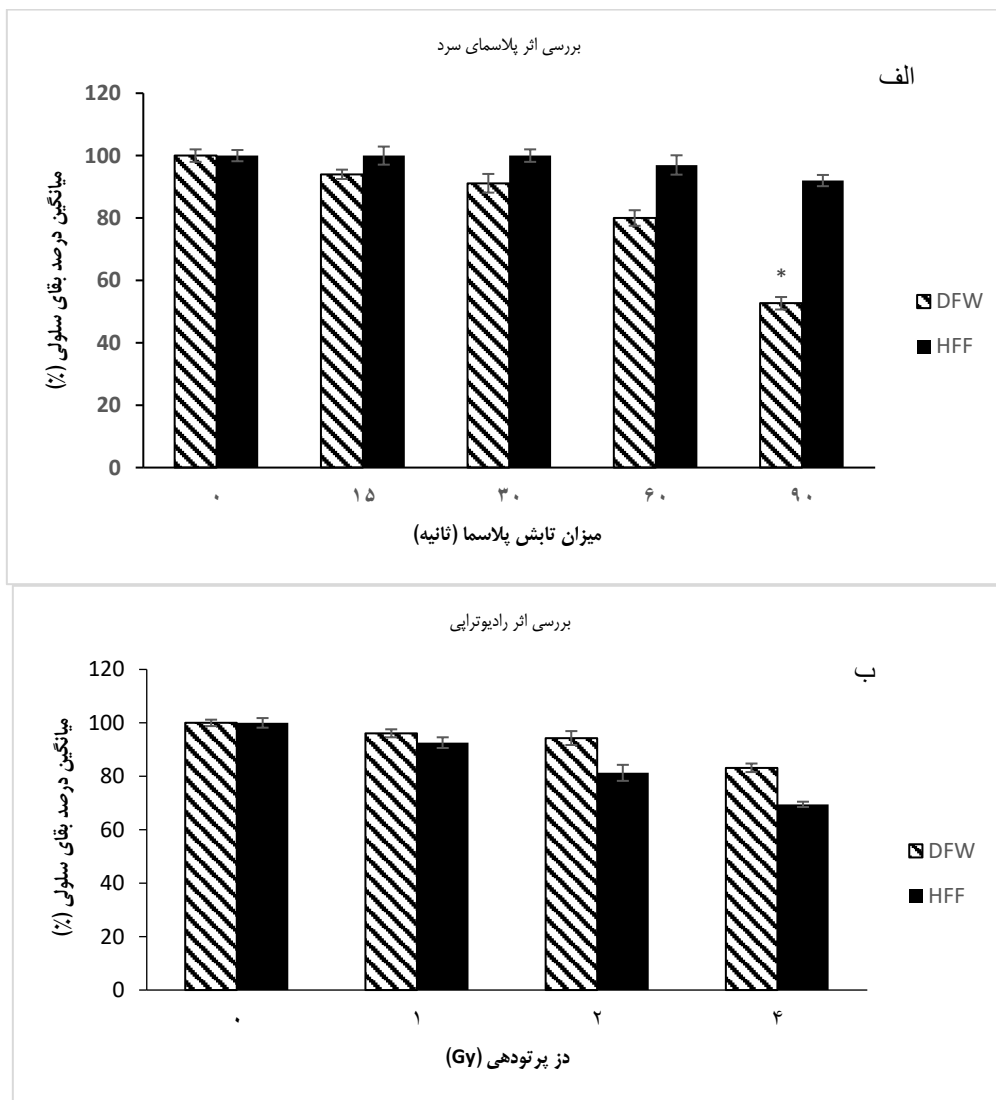 بررسی اثر پلاسمای سرد
الف
میانگین درصد بقای سلولی (%)
120
100
80
60
40
20
0
*
DFW
HFF
۰ ۱۵ ۳۰ ۶۰ ۹۰
میزان تابش پلاسما (ثانیه)
بررسی اثر رادیوتراپی
ب
میانگین درصد بقای سلولی (%)
120
100
80
60
40
20
0
DFW
HFF
۰ ۱ ۲ ۴
دز پرتودهی (Gy)